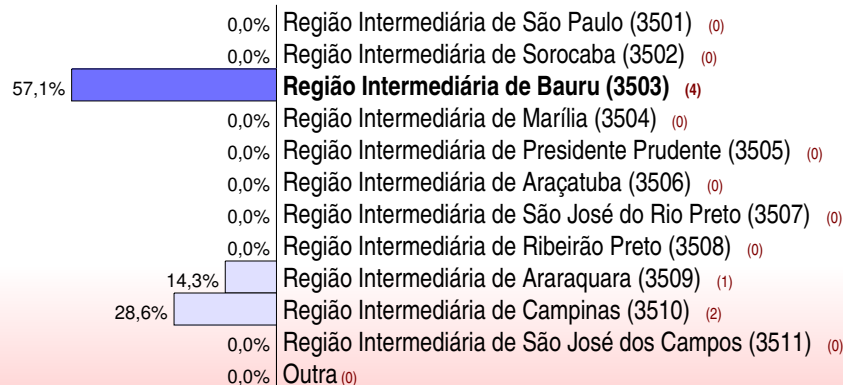 0,0% Região Intermediária de São Paulo (3501) (0)
0,0% Região Intermediária de Sorocaba (3502) (0)
57,1% Região Intermediária de Bauru (3503) (4)
0,0% Região Intermediária de Marília (3504) (0)
0,0% Região Intermediária de Presidente Prudente (3505) (0)
0,0% Região Intermediária de Araçatuba (3506) (0)
0,0% Região Intermediária de São José do Rio Preto (3507) (0)
0,0% Região Intermediária de Ribeirão Preto (3508) (0)
14,3% Região Intermediária de Araraquara (3509) (1)
28,6% Região Intermediária de Campinas (3510) (2)
0,0% Região Intermediária de São José dos Campos (3511) (0)
0,0% Outra (0)